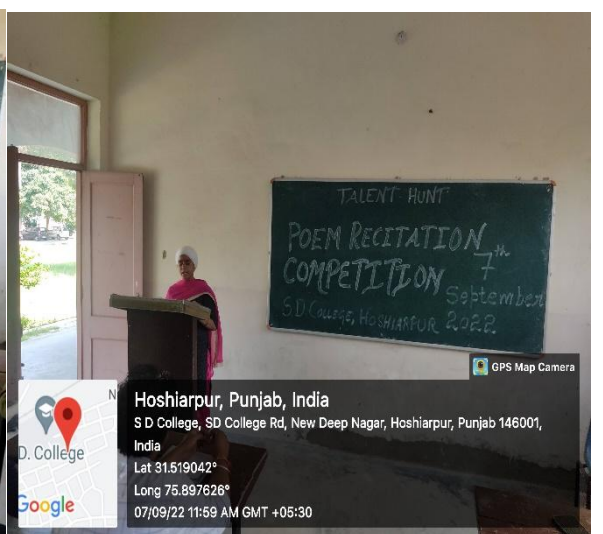 TALENT HUNT
POEM RECITATION
COMPETITION 7th
September
S.D. COLLEGE, HOSHIARPUR 2022
GPS Map Camera
Hoshiarpur, Punjab, India
S D College, SD College Rd, New Deep Nagar, Hoshiarpur, Punjab 146001,
India
Lat 31.519042°
Long 75.897626°
07/09/22 11:59 AM GMT +05:30
N
D. College
Google